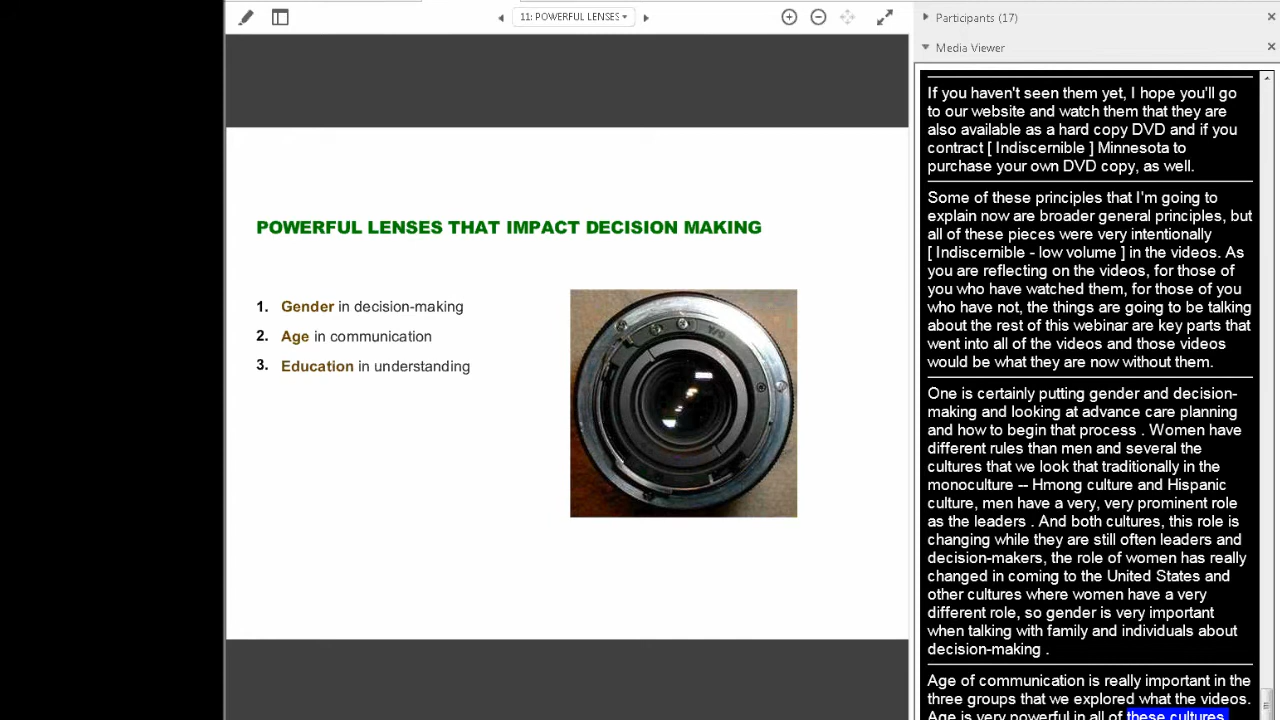 11: POWERFUL LENSES
POWERFUL LENSES THAT IMPACT DECISION MAKING
1. Gender in decision-making
2. Age in communication
3. Education in understanding
Participants (17)
Media Viewer
If you haven't seen them yet, I hope you'll go
to our website and watch them that they are
also available as a hard copy DVD and if you
contract [ Indiscernible ] Minnesota to
purchase your own DVD copy, as well.
Some of these principles that I'm going to
explain now are broader general principles, but
all of these pieces were very intentionally
[ Indiscernible - low volume ] in the videos. As
you are reflecting on the videos, for those of
you who have watched them, for those of you
who have not, the things are going to be talking
about the rest of this webinar are key parts that
went into all of the videos and those videos
would be what they are now without them.
One is certainly putting gender and decision-
making and looking at advance care planning
and how to begin that process . Women have
different rules than men and several the
cultures that we look that traditionally in the
monoculture -- Hmong culture and Hispanic
culture, men have a very, very prominent role
as the leaders . And both cultures, this role is
changing while they are still often leaders and
decision-makers, the role of women has really
changed in coming to the United States and
other cultures where women have a very
different role, so gender is very important
when talking with family and individuals about
decision-making .
Age of communication is really important in the
three groups that we explored what the videos.
Age is very powerful in all of these cultures